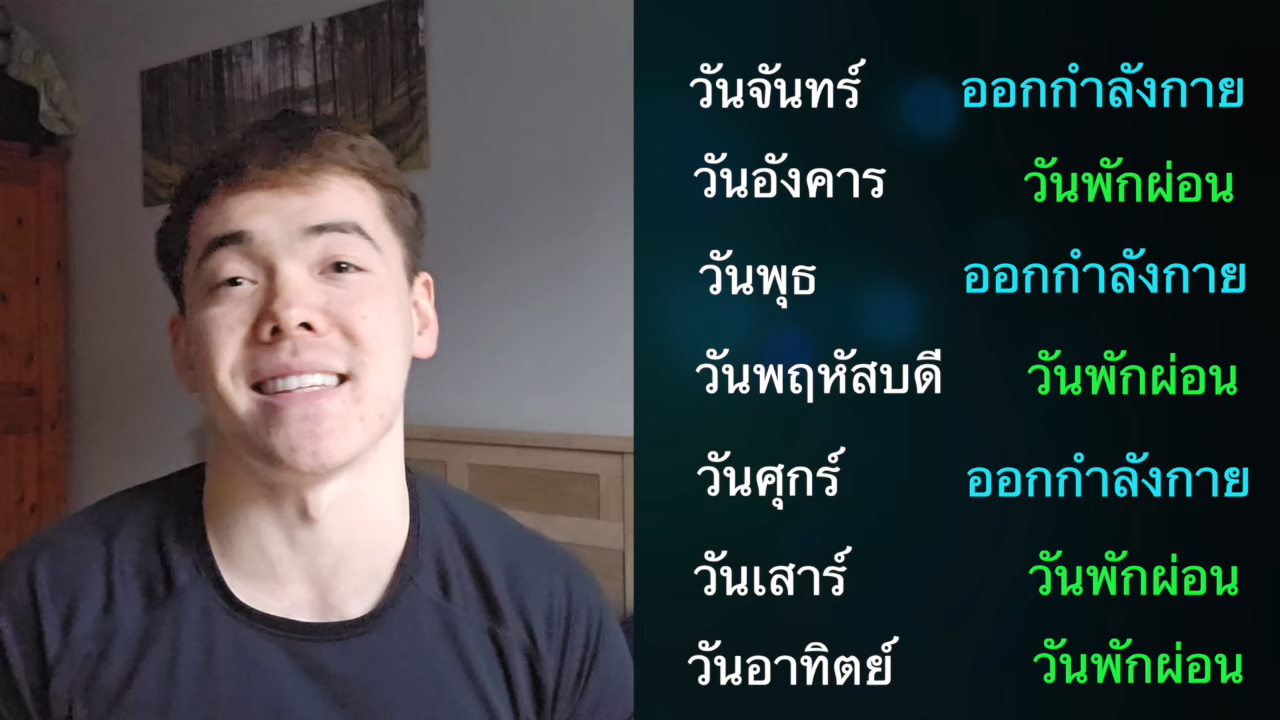 วันจันทร์ ออกกำลังกาย
วันอังคาร วันพักผ่อน
วันพุธ ออกกำลังกาย
วันพฤหัสบดี วันพักผ่อน
วันศุกร์ ออกกำลังกาย
วันเสาร์ วันพักผ่อน
วันอาทิตย์ วันพักผ่อน